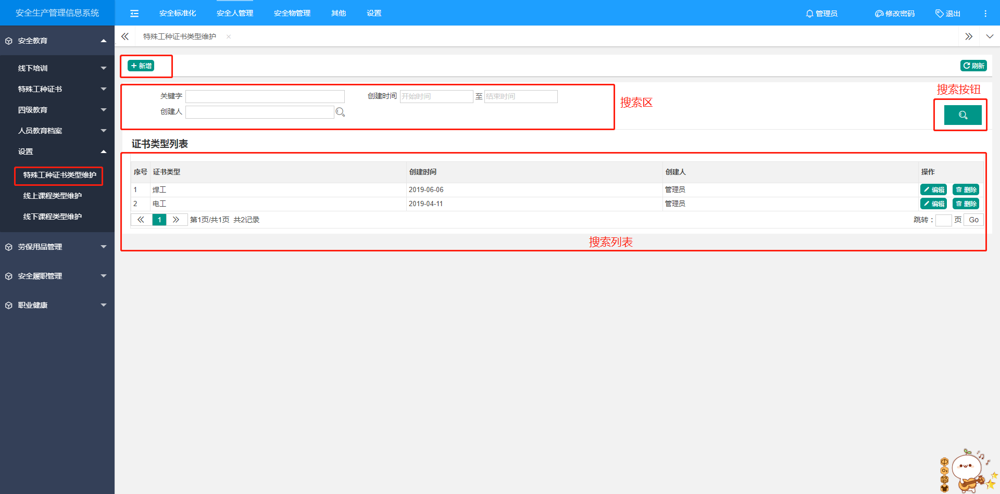 安全生产管理信息系统
安全标准化 安全人管理 安全物管理 其他 设置
管理员 修改密码 退出
安全教育
线下培训
特殊工种证书
四级教育
人员教育档案
设置
特殊工种证书类型维护
线上课程类型维护
线下课程类型维护
劳保用品管理
安全履职管理
职业健康
特殊工种证书类型维护 ×
新增
刷新
关键字
创建时间 开始时间 至 结束时间
创建人
搜索区
搜索按钮
证书类型列表
序号 证书类型 创建时间 创建人 操作
1 焊工 2019-06-06 管理员 编辑 删除
2 电工 2019-04-11 管理员 编辑 删除
1 第1页/共1页 共2记录
跳转： 页 Go
搜索列表
中
简